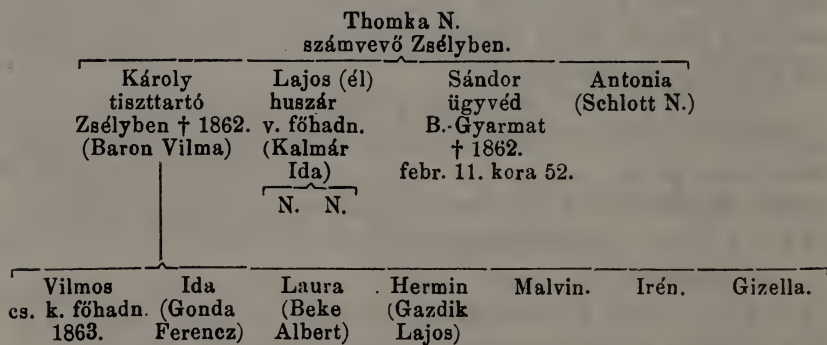 Thomka N.
számvevő Zsélyben.
Károly
tiszttartó
Zsélyben † 1862.
(Baron Vilma)
Lajos (él)
huszár
v. főhadn.
(Kalmár
Ida)
N. N.
Sándor
ügyvéd
B.-Gyarmat
† 1862.
febr. 11. kora 52.
Antonia
(Schlott N.)
Vilmos
cs. k. főhadn.
1863.
Ida
(Gonda
Ferencz)
Laura
(Beke
Albert)
Hermin
(Gazdik
Lajos)
Malvin.
Irén.
Gizella.